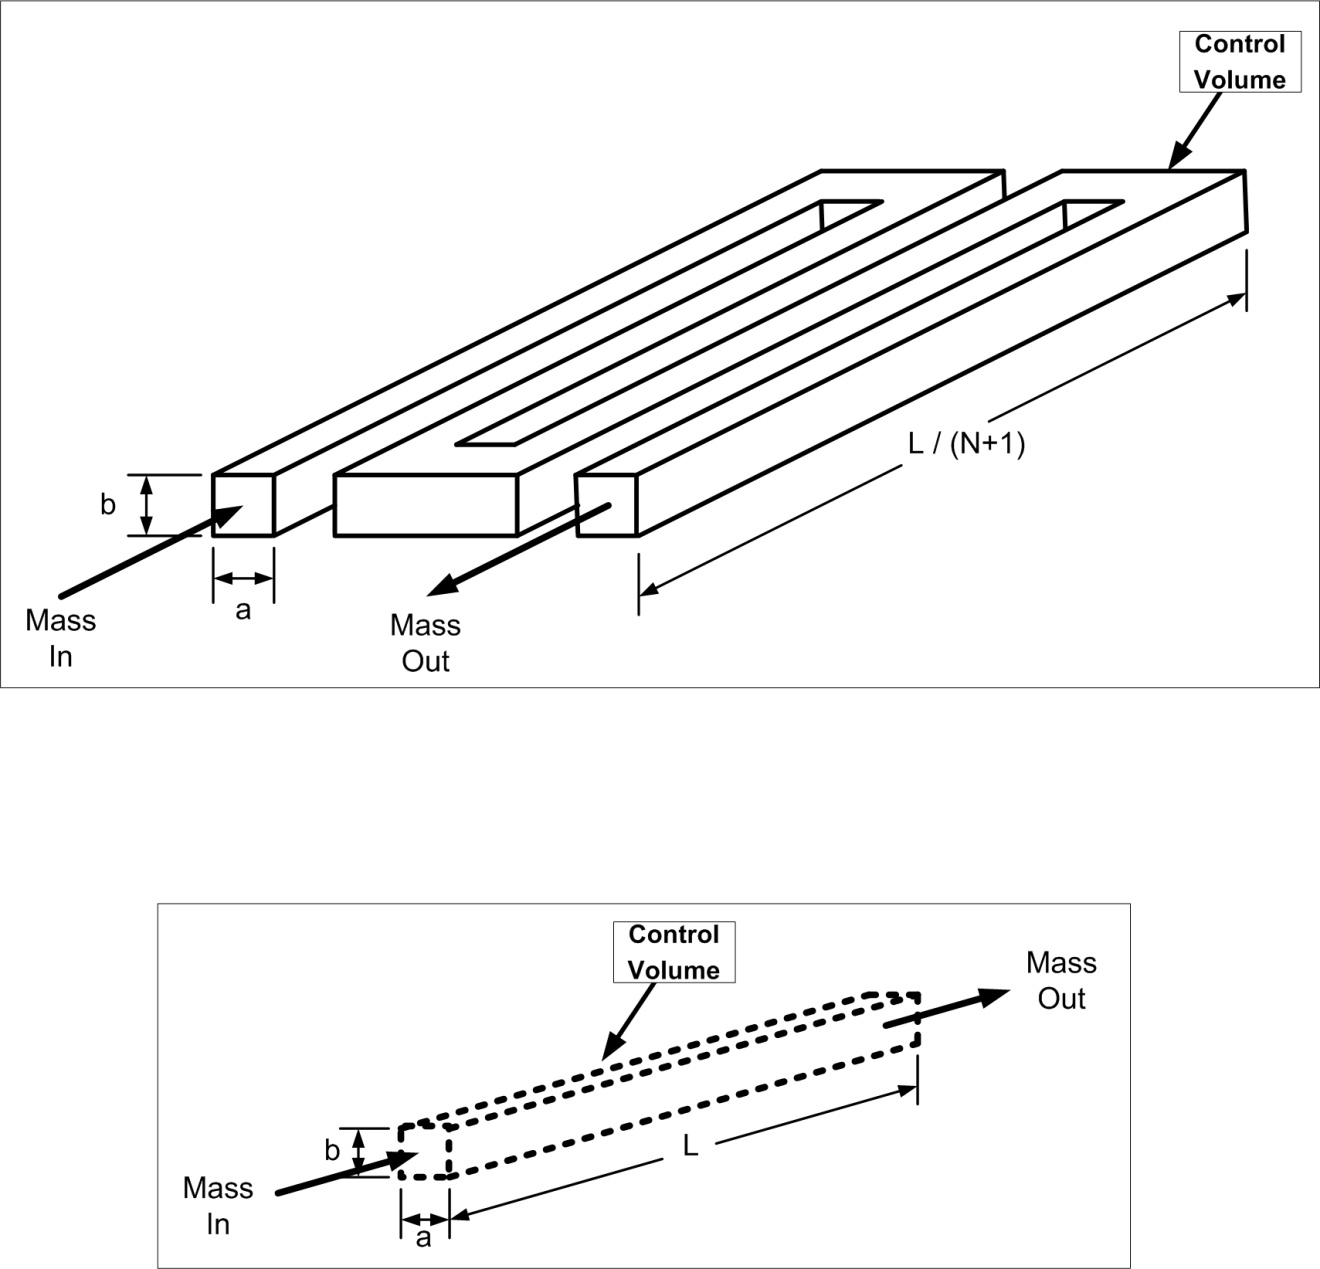 Control
Volume
L / (N+1)
b
a
Mass
In
Mass
Out
Control
Volume
Mass
Out
b
L
Mass
In
a